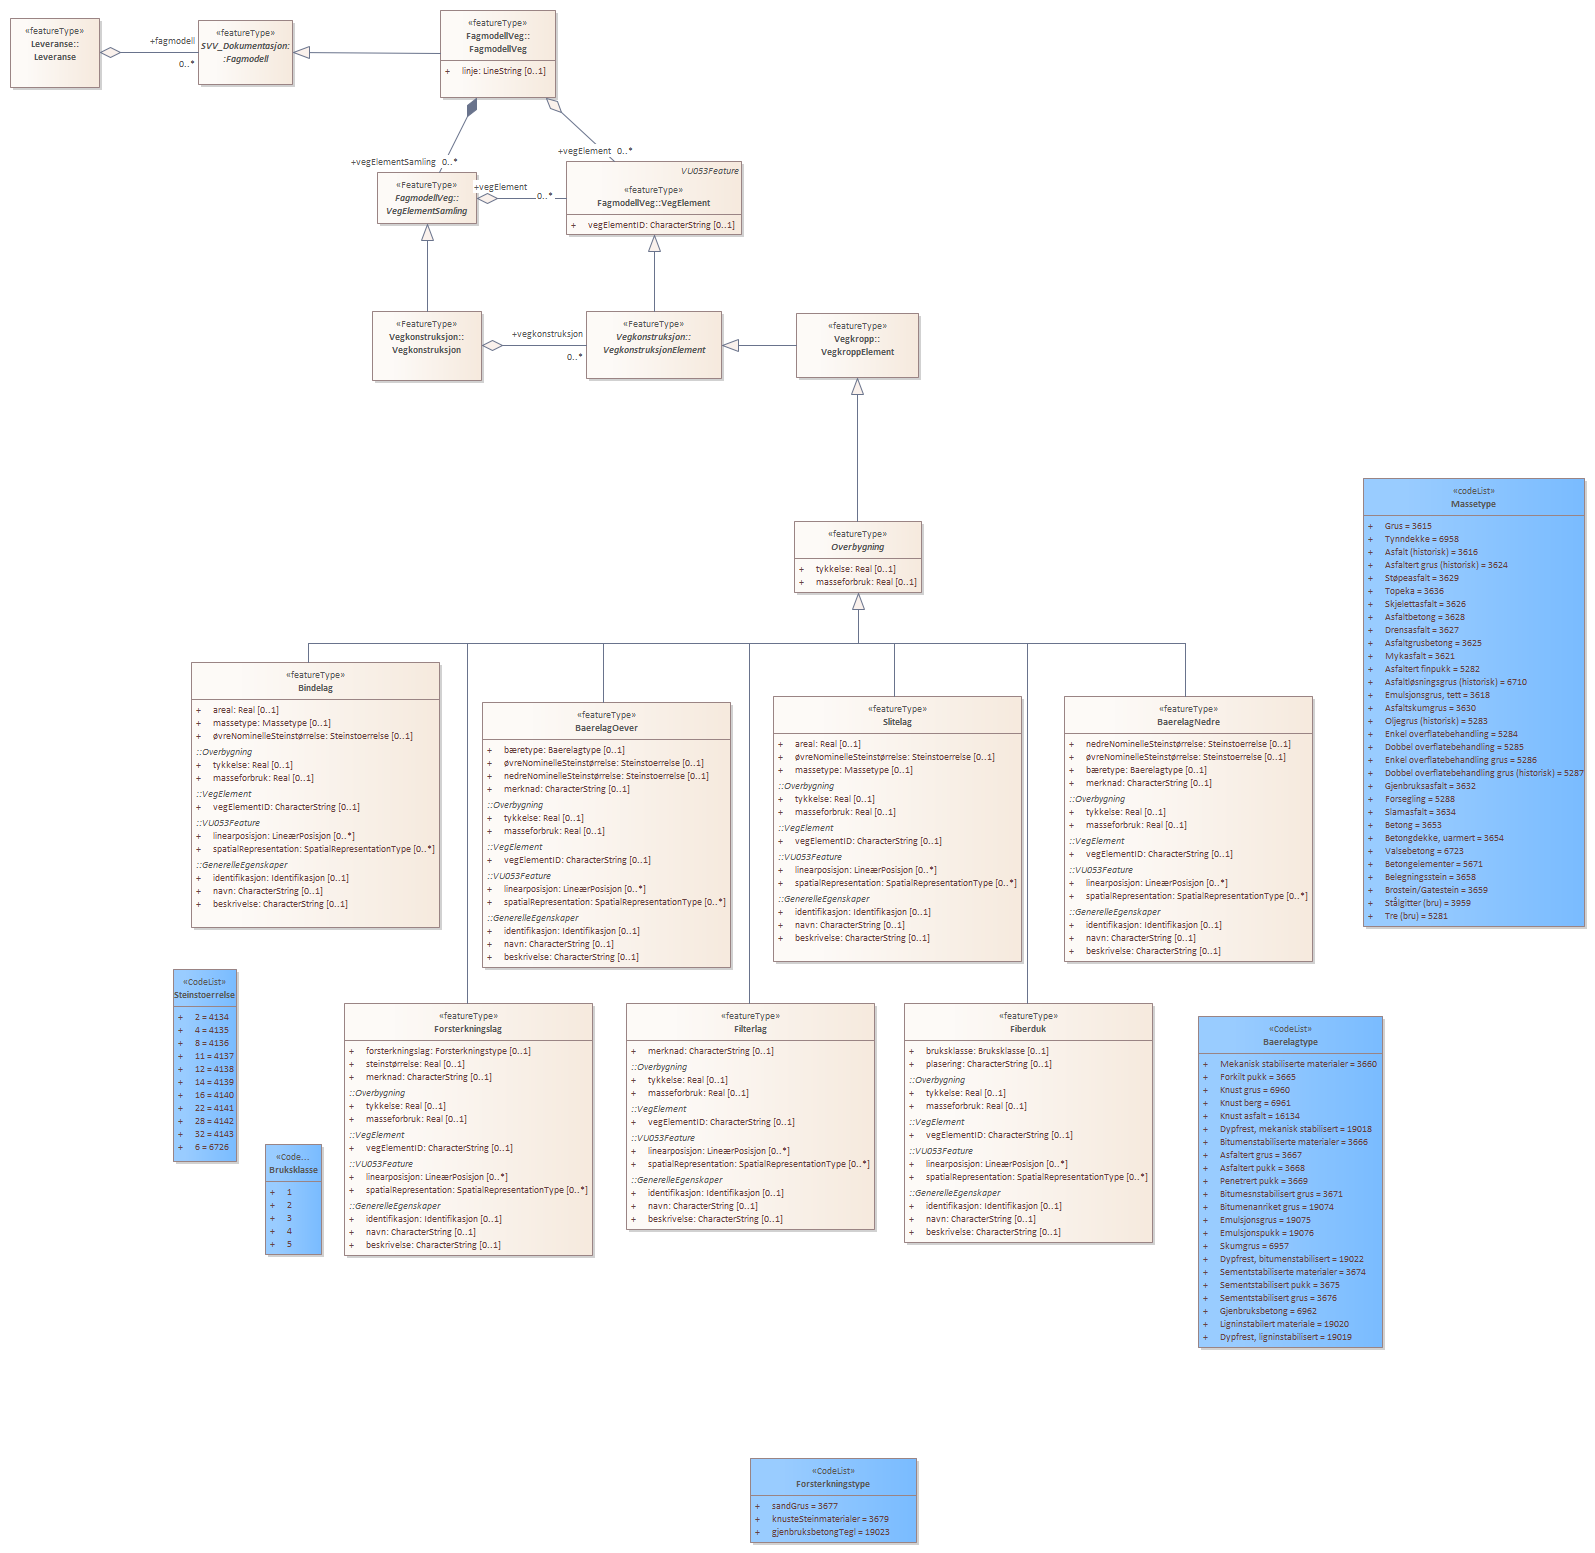 «featureType»
Leveranse::
Leveranse
+fagmodell
0..*
«featureType»
SVV_Dokumentasjon:
:Fagmodell
«featureType»
FagmodellVeg::
FagmodellVeg
+ linje: LineString [0..1]
+vegElementSamling 0..*
+vegElement 0..*
«FeatureType»
FagmodellVeg::
VegElementSamling
+vegElement
0..*
VU053Feature
«featureType»
FagmodellVeg::VegElement
+ vegElementID: CharacterString [0..1]
«FeatureType»
Vegkonstruksjon::
Vegkonstruksjon
+vegkonstruksjon
0..*
«FeatureType»
Vegkonstruksjon::
VegkonstruksjonElement
«featureType»
Vegkropp::
VegkroppElement
«featureType»
Overbygning
+ tykkelse: Real [0..1]
+ masseforbruk: Real [0..1]
«codeList»
Massetype
+ Grus = 3615
+ Tynndekke = 6958
+ Asfalt (historisk) = 3616
+ Asfaltert grus (historisk) = 3624
+ Støpeasfalt = 3629
+ Topeka = 3636
+ Skjelettasfalt = 3626
+ Asfaltbetong = 3628
+ Drensasfalt = 3627
+ Asfaltgrusbetong = 3625
+ Mykasfalt = 3621
+ Asfaltert finpukk = 5282
+ Asfaltløsningsgrus (historisk) = 6710
+ Emulsjonsgrus, tett = 3618
+ Asfaltskumgrus = 3630
+ Oljegrus (historisk) = 5283
+ Enkel overflatebehandling = 5284
+ Dobbel overflatebehandling = 5285
+ Enkel overflatebehandling grus = 5286
+ Dobbel overflatebehandling grus (historisk) = 5287
+ Gjenbruksasfalt = 3632
+ Forsegling = 5288
+ Slamasfalt = 3634
+ Betong = 3653
+ Betongdekke, uarmert = 3654
+ Valsebetong = 6723
+ Betongelementer = 5671
+ Belegningsstein = 3658
+ Brostein/Gatestein = 3659
+ Stålgitter (bru) = 3959
+ Tre (bru) = 5281
«featureType»
Bindelag
+ areal: Real [0..1]
+ massetype: Massetype [0..1]
+ øvreNominelleSteinstørrelse: Steinstoerrelse [0..1]
::Overbygning
+ tykkelse: Real [0..1]
+ masseforbruk: Real [0..1]
::VegElement
+ vegElementID: CharacterString [0..1]
::VU053Feature
+ linearposisjon: LineærPosisjon [0..*]
+ spatialRepresentation: SpatialRepresentationType [0..*]
::GenerelleEgenskaper
+ identifikasjon: Identifikasjon [0..1]
+ navn: CharacterString [0..1]
+ beskrivelse: CharacterString [0..1]
«featureType»
BaerelagOever
+ bæretype: Baerelagtype [0..1]
+ øvreNominelleSteinstørrelse: Steinstoerrelse [0..1]
+ nedreNominelleSteinstørrelse: Steinstoerrelse [0..1]
+ merknad: CharacterString [0..1]
::Overbygning
+ tykkelse: Real [0..1]
+ masseforbruk: Real [0..1]
::VegElement
+ vegElementID: CharacterString [0..1]
::VU053Feature
+ linearposisjon: LineærPosisjon [0..*]
+ spatialRepresentation: SpatialRepresentationType [0..*]
::GenerelleEgenskaper
+ identifikasjon: Identifikasjon [0..1]
+ navn: CharacterString [0..1]
+ beskrivelse: CharacterString [0..1]
«featureType»
Slitelag
+ areal: Real [0..1]
+ øvreNominelleSteinstørrelse: Steinstoerrelse [0..1]
+ massetype: Massetype [0..1]
::Overbygning
+ tykkelse: Real [0..1]
+ masseforbruk: Real [0..1]
::VegElement
+ vegElementID: CharacterString [0..1]
::VU053Feature
+ linearposisjon: LineærPosisjon [0..*]
+ spatialRepresentation: SpatialRepresentationType [0..*]
::GenerelleEgenskaper
+ identifikasjon: Identifikasjon [0..1]
+ navn: CharacterString [0..1]
+ beskrivelse: CharacterString [0..1]
«featureType»
BaerelagNedre
+ nedreNominelleSteinstørrelse: Steinstoerrelse [0..1]
+ øvreNominelleSteinstørrelse: Steinstoerrelse [0..1]
+ bæretype: Baerelagtype [0..1]
+ merknad: CharacterString [0..1]
::Overbygning
+ tykkelse: Real [0..1]
+ masseforbruk: Real [0..1]
::VegElement
+ vegElementID: CharacterString [0..1]
::VU053Feature
+ linearposisjon: LineærPosisjon [0..*]
+ spatialRepresentation: SpatialRepresentationType [0..*]
::GenerelleEgenskaper
+ identifikasjon: Identifikasjon [0..1]
+ navn: CharacterString [0..1]
+ beskrivelse: CharacterString [0..1]
«CodeList»
Steinstoerrelse
+ 2 = 4134
+ 4 = 4135
+ 8 = 4136
+ 11 = 4137
+ 12 = 4138
+ 14 = 4139
+ 16 = 4140
+ 22 = 4141
+ 28 = 4142
+ 32 = 4143
+ 6 = 6726
«Code...
Bruksklasse
+ 1
+ 2
+ 3
+ 4
+ 5
«featureType»
Forsterkningslag
+ forsterkningslag: Forsterkningstype [0..1]
+ steinstørrelse: Real [0..1]
+ merknad: CharacterString [0..1]
::Overbygning
+ tykkelse: Real [0..1]
+ masseforbruk: Real [0..1]
::VegElement
+ vegElementID: CharacterString [0..1]
::VU053Feature
+ linearposisjon: LineærPosisjon [0..*]
+ spatialRepresentation: SpatialRepresentationType [0..*]
::GenerelleEgenskaper
+ identifikasjon: Identifikasjon [0..1]
+ navn: CharacterString [0..1]
+ beskrivelse: CharacterString [0..1]
«featureType»
Filterlag
+ merknad: CharacterString [0..1]
::Overbygning
+ tykkelse: Real [0..1]
+ masseforbruk: Real [0..1]
::VegElement
+ vegElementID: CharacterString [0..1]
::VU053Feature
+ linearposisjon: LineærPosisjon [0..*]
+ spatialRepresentation: SpatialRepresentationType [0..*]
::GenerelleEgenskaper
+ identifikasjon: Identifikasjon [0..1]
+ navn: CharacterString [0..1]
+ beskrivelse: CharacterString [0..1]
«featureType»
Fiberduk
+ bruksklasse: Bruksklasse [0..1]
+ plasering: CharacterString [0..1]
::Overbygning
+ tykkelse: Real [0..1]
+ masseforbruk: Real [0..1]
::VegElement
+ vegElementID: CharacterString [0..1]
::VU053Feature
+ linearposisjon: LineærPosisjon [0..*]
+ spatialRepresentation: SpatialRepresentationType [0..*]
::GenerelleEgenskaper
+ identifikasjon: Identifikasjon [0..1]
+ navn: CharacterString [0..1]
+ beskrivelse: CharacterString [0..1]
«CodeList»
Baerelagtype
+ Mekanisk stabiliserte materialer = 3660
+ Forkilt pukk = 3665
+ Knust grus = 6960
+ Knust berg = 6961
+ Knust asfalt = 16134
+ Dypfrest, mekanisk stabilisert = 19018
+ Bitumenstabiliserte materialer = 3666
+ Asfaltert grus = 3667
+ Asfaltert pukk = 3668
+ Penetrert pukk = 3669
+ Bitumesnstabilisert grus = 3671
+ Bitumenanriket grus = 19074
+ Emulsjonsgrus = 19075
+ Emulsjonspukk = 19076
+ Skumgrus = 6957
+ Dypfrest, bitumenstabilisert = 19022
+ Sementstabiliserte materialer = 3674
+ Sementstabilisert pukk = 3675
+ Sementstabilisert grus = 3676
+ Gjenbruksbetong = 6962
+ Ligninstabilert materiale = 19020
+ Dypfrest, ligninstabilisert = 19019
«CodeList»
Forsterkningstype
+ sandGrus = 3677
+ knusteSteinmaterialer = 3679
+ gjenbruksbetongTegl = 19023